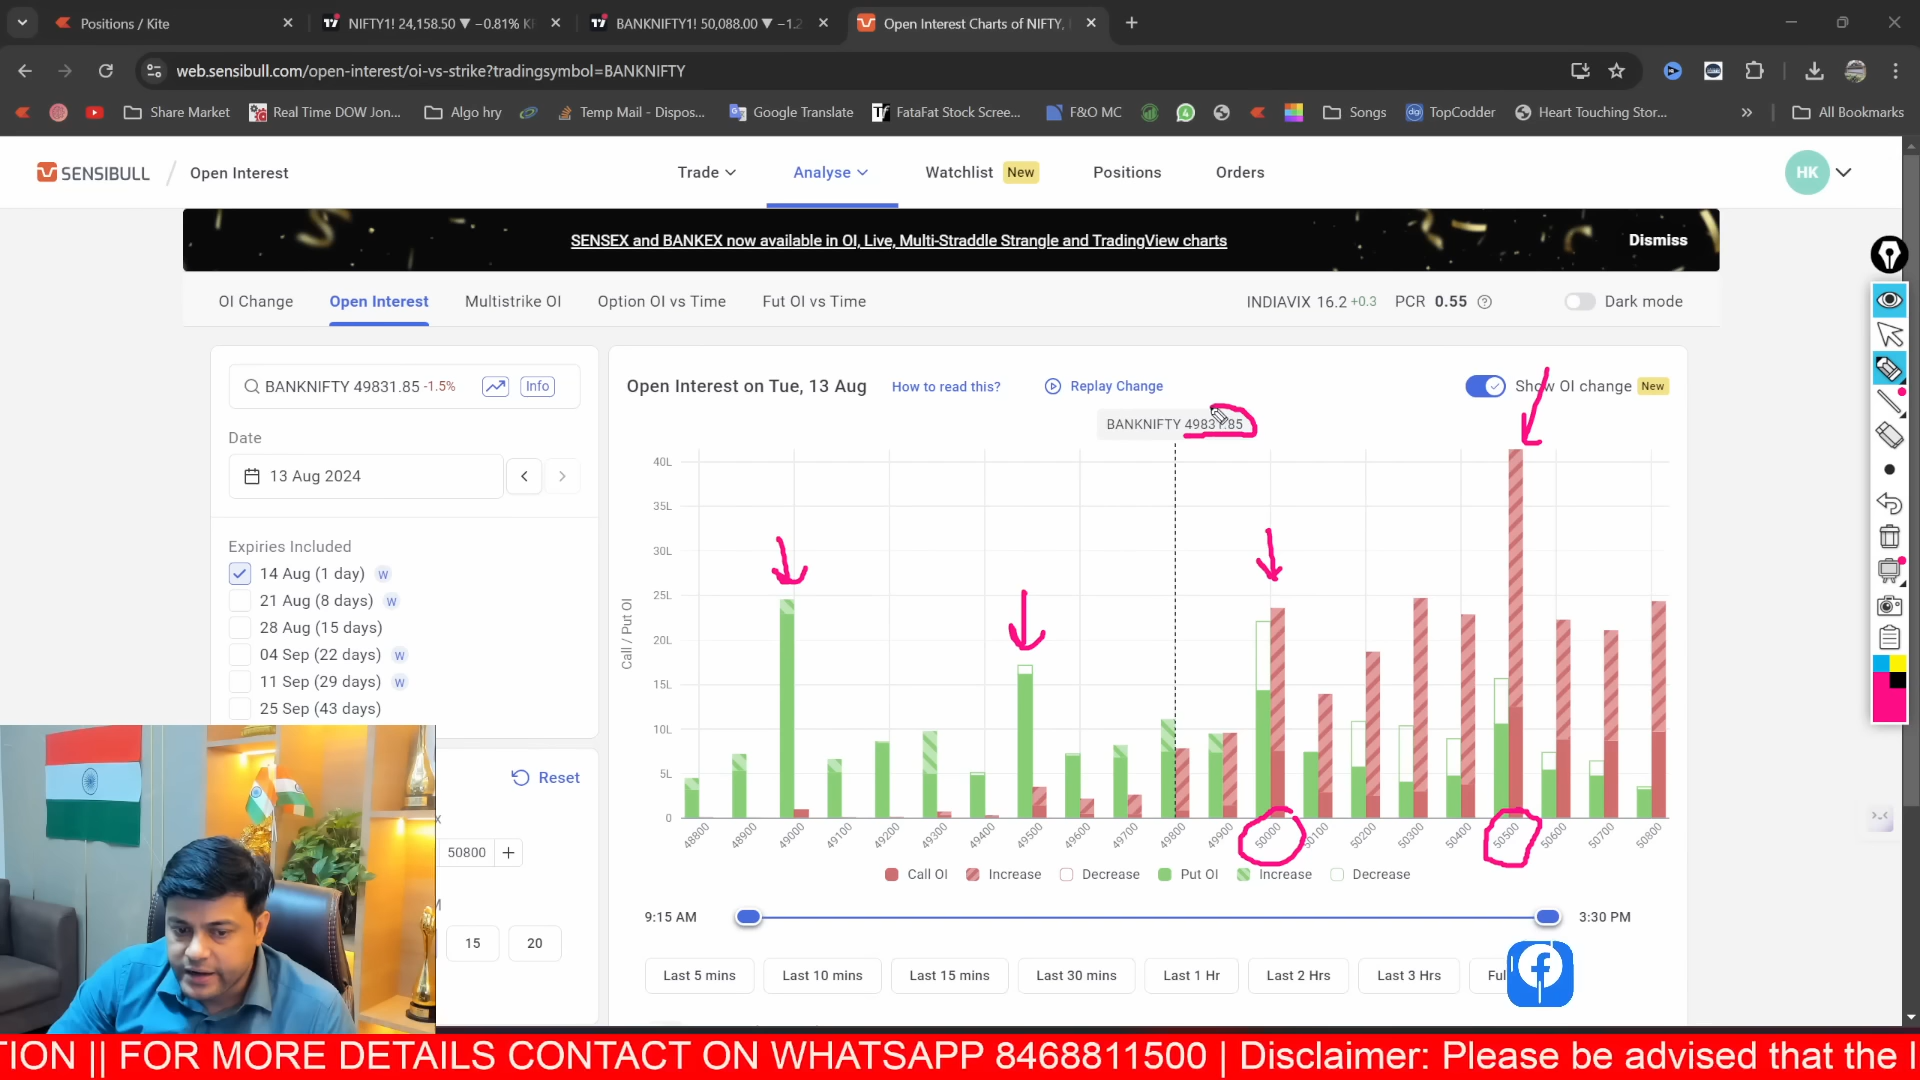 Positions / Kite
NIFTY1! 24,158.50 ▼ −0.81%
BANKNIFTY1! 50,088.00 ▼ −1.2
Open Interest Charts of NIFTY,
web.sensibull.com/open-interest/oi-vs-strike?tradingsymbol=BANKNIFTY
Share Market
Real Time DOW Jon...
Algo hry
Temp Mail - Dispos...
Google Translate
FataFat Stock Scree...
F&O MC
Songs
TopCodder
Heart Touching Stor...
All Bookmarks
SENSIBULL / Open Interest
Trade
Analyse
Watchlist New
Positions
Orders
HK
SENSEX and BANKEX now available in OI, Live, Multi-Straddle Strangle and TradingView charts
Dismiss
OI Change
Open Interest
Multistrike OI
Option OI vs Time
Fut OI vs Time
INDIAVIX 16.2 +0.3 PCR 0.55
Dark mode
BANKNIFTY 49831.85 -1.5%
Info
Date
13 Aug 2024
Expiries Included
14 Aug (1 day) W
21 Aug (8 days) W
28 Aug (15 days)
04 Sep (22 days) W
11 Sep (29 days) W
25 Sep (43 days)
Reset
50800 +
15
20
Open Interest on Tue, 13 Aug
How to read this?
Replay Change
Show OI change New
BANKNIFTY 49831.85
Call / Put OI
40L
35L
30L
25L
20L
15L
10L
5L
0
48800 48900 49000 49100 49200 49300 49400 49500 49600 49700 49800 49900 50000 50100 50200 50300 50400 50500 50600 50700 50800
Call OI Increase Decrease Put OI Increase Decrease
9:15 AM
3:30 PM
Last 5 mins
Last 10 mins
Last 15 mins
Last 30 mins
Last 1 Hr
Last 2 Hrs
Last 3 Hrs
TION || FOR MORE DETAILS CONTACT ON WHATSAPP 8468811500 | Disclaimer: Please be advised that the